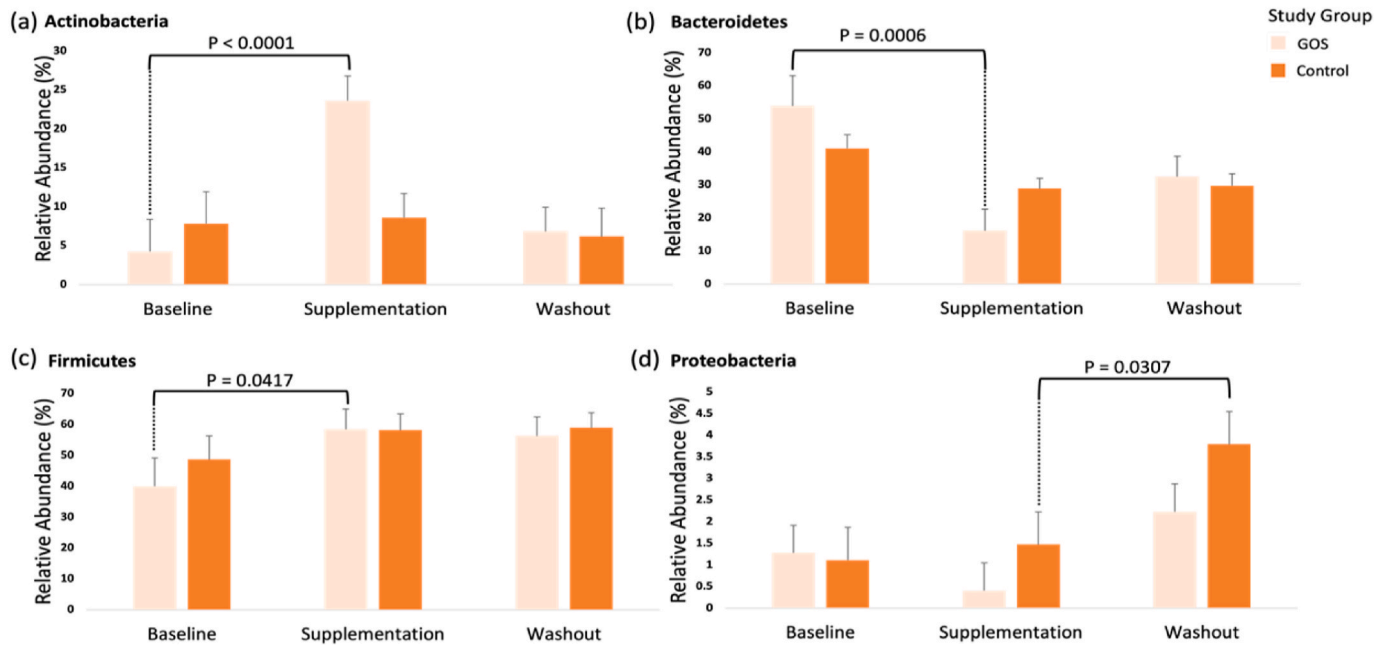 (a) Actinobacteria
P < 0.0001
Relative Abundance (%)
30
25
20
15
10
5
0
Baseline
Supplementation
Washout
(b) Bacteroidetes
P = 0.0006
Relative Abundance (%)
70
60
50
40
30
20
10
0
Baseline
Supplementation
Washout
Study Group
GOS
Control
(c) Firmicutes
P = 0.0417
Relative Abundance (%)
70
60
50
40
30
20
10
0
Baseline
Supplementation
Washout
(d) Proteobacteria
P = 0.0307
Relative Abundance (%)
5
4.5
4
3.5
3
2.5
2
1.5
1
0.5
0
Baseline
Supplementation
Washout